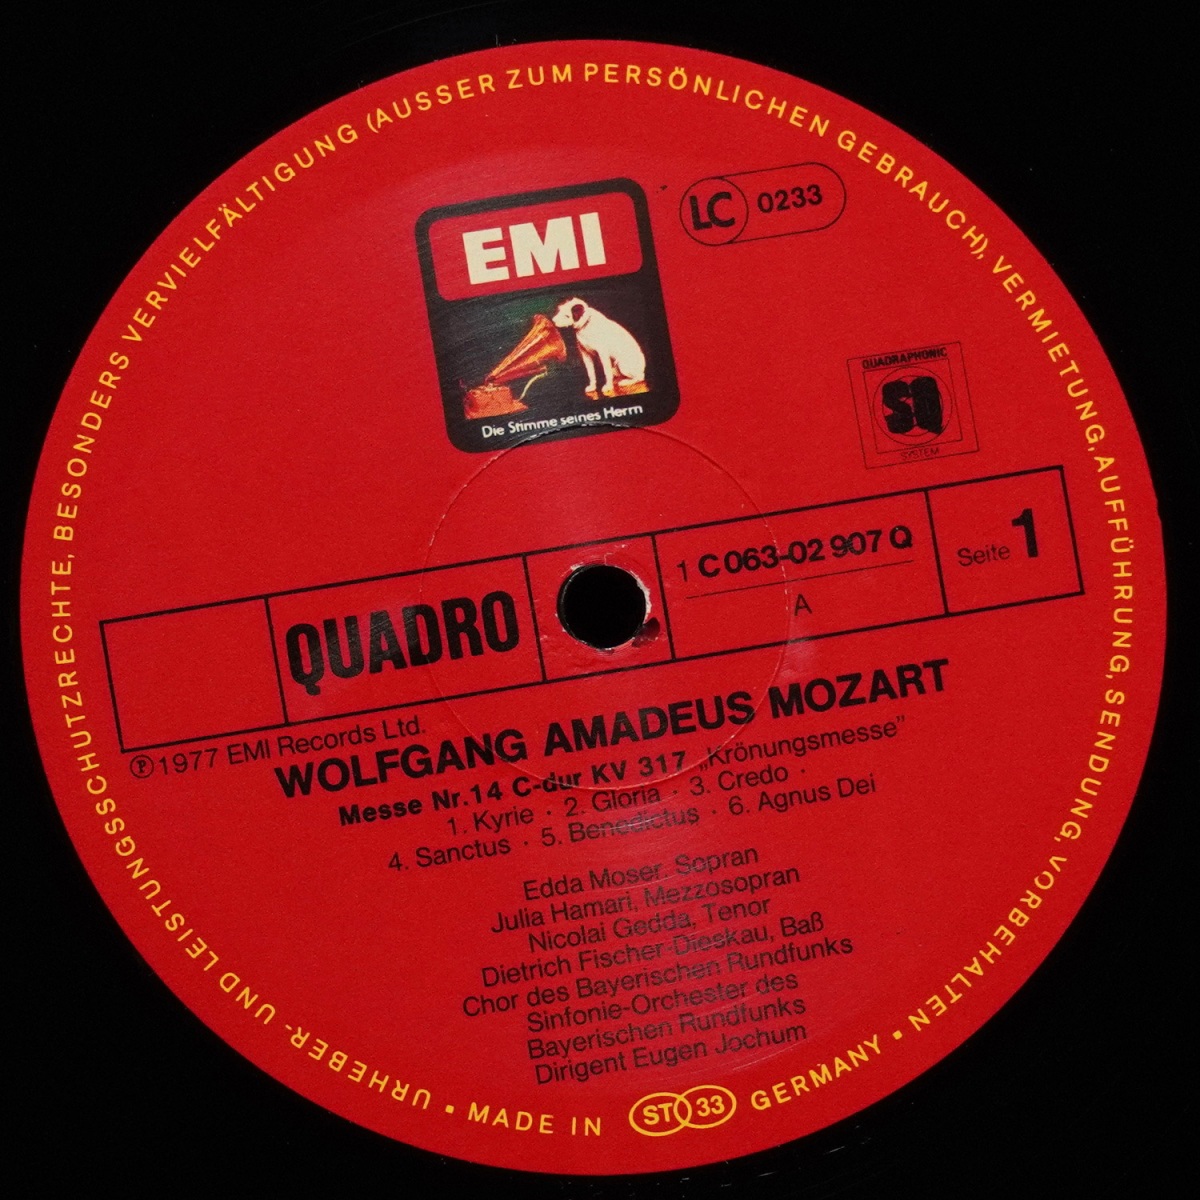 URHEBER- UND LEISTUNGSSCHUTZRECHTE, BESONDERS VERVIELFÄLTIGUNG (AUSSER ZUM PERSÖNLICHEN GEBRAUCH), VERMIETUNG, AUFFÜHRUNG, SENDUNG, VORBEHALTEN ·
EMI
Die Stimme seines Herrn
LC 0233
QUADRAPHONIC
SQ
SYSTEM
QUADRO
1 C 063-02 907 Q
A
Seite 1
Ⓟ 1977 EMI Records Ltd.
WOLFGANG AMADEUS MOZART
Messe Nr. 14 C-dur KV 317 „Krönungsmesse”
1. Kyrie · 2. Gloria · 3. Credo ·
4. Sanctus · 5. Benedictus · 6. Agnus Dei
Edda Moser, Sopran
Julia Hamari, Mezzosopran
Nicolai Gedda, Tenor
Dietrich Fischer-Dieskau, Baß
Chor des Bayerischen Rundfunks
Sinfonie-Orchester des
Bayerischen Rundfunks
Dirigent Eugen Jochum
· MADE IN ST 33 GERMANY ·